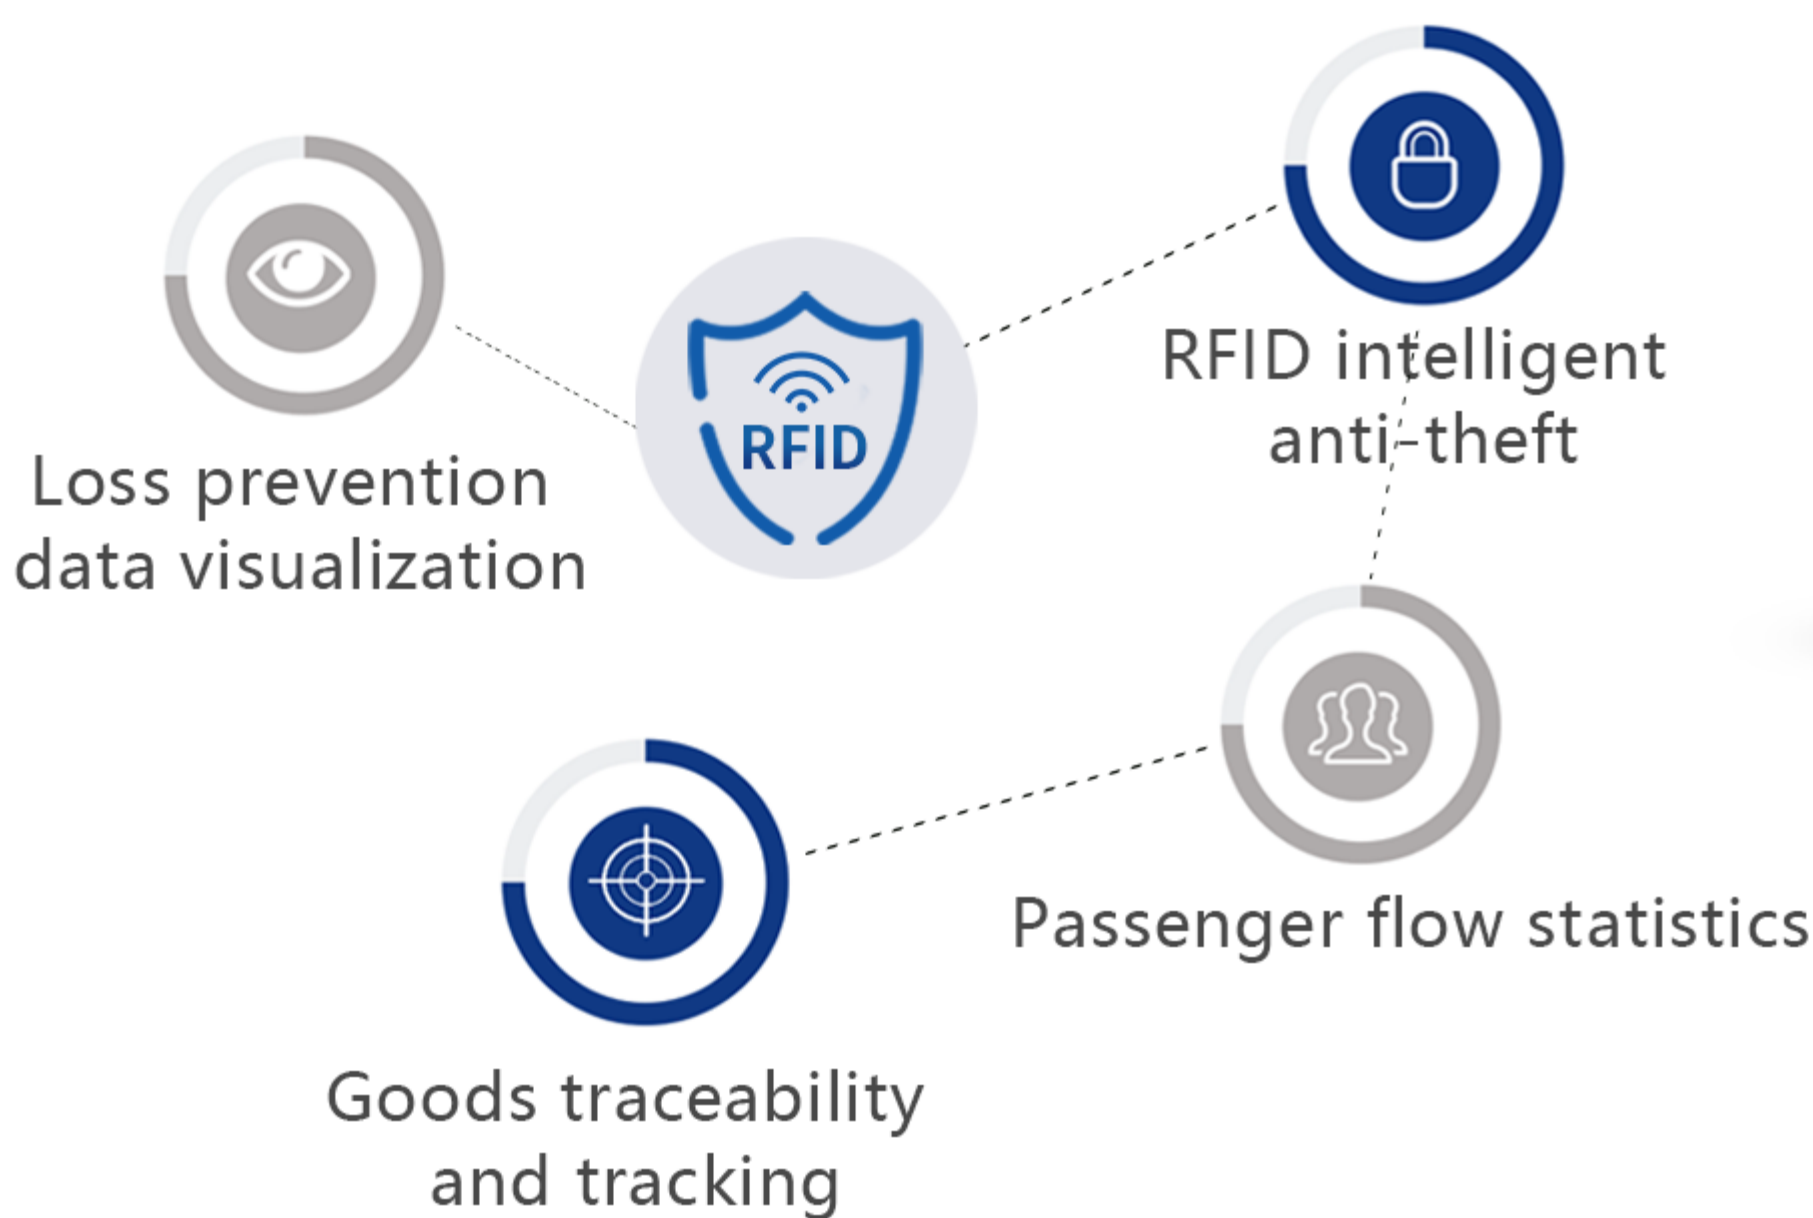 RFID intelligent
anti-theft
RFID
Loss prevention
data visualization
Passenger flow statistics
Goods traceability
and tracking